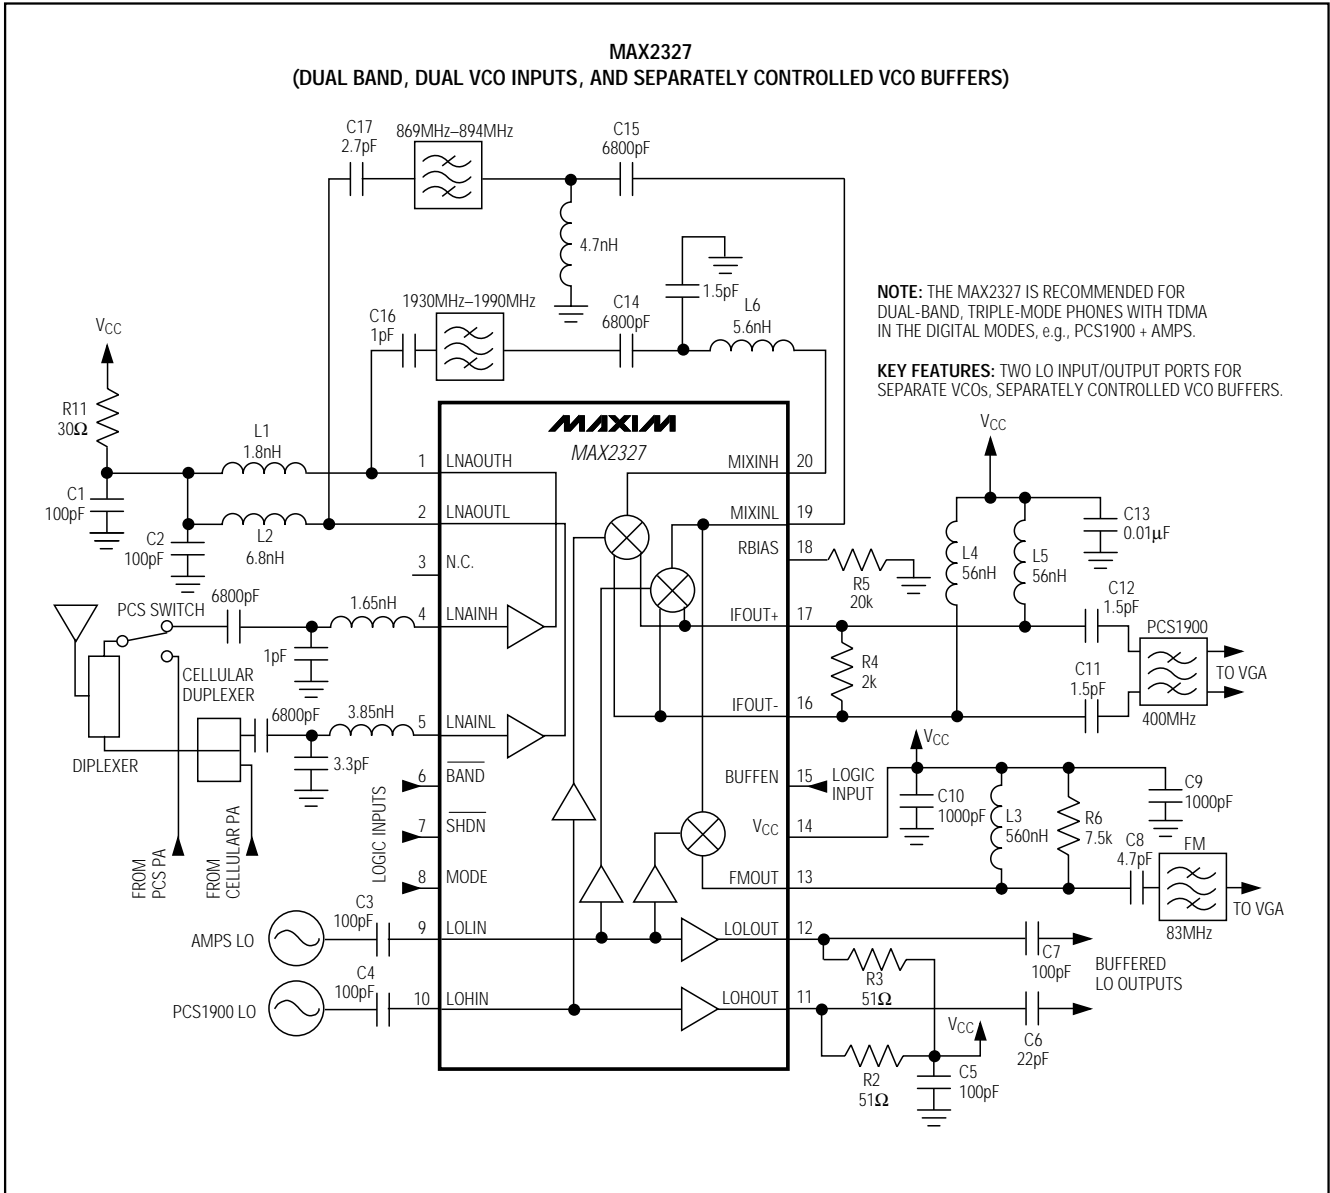 MAX2327
(DUAL BAND, DUAL VCO INPUTS, AND SEPARATELY CONTROLLED VCO BUFFERS)
C17
2.7pF
869MHz–894MHz
C15
6800pF
4.7nH
1.5pF
C16
1pF
1930MHz–1990MHz
C14
6800pF
L6
5.6nH
NOTE: THE MAX2327 IS RECOMMENDED FOR
DUAL-BAND, TRIPLE-MODE PHONES WITH TDMA
IN THE DIGITAL MODES, e.g., PCS1900 + AMPS.
KEY FEATURES: TWO LO INPUT/OUTPUT PORTS FOR
SEPARATE VCOs, SEPARATELY CONTROLLED VCO BUFFERS.
VCC
R11
30Ω
L1
1.8nH
C1
100pF
C2
100pF
L2
6.8nH
MAXIM
MAX2327
1 LNAOUTH
2 LNAOUTL
3 N.C.
4 LNAINH
5 LNAINL
6 BAND
7 SHDN
8 MODE
9 LOLIN
10 LOHIN
MIXINH 20
MIXINL 19
RBIAS 18
IFOUT+ 17
IFOUT- 16
BUFFEN 15
VCC 14
FMOUT 13
LOLOUT 12
LOHOUT 11
PCS SWITCH
6800pF
1.65nH
1pF
CELLULAR
DUPLEXER
6800pF
3.85nH
3.3pF
DIPLEXER
FROM
PCS PA
FROM
CELLULAR PA
LOGIC INPUTS
AMPS LO
C3
100pF
PCS1900 LO
C4
100pF
VCC
L4
56nH
L5
56nH
C13
0.01µF
R5
20k
C12
1.5pF
R4
2k
C11
1.5pF
PCS1900
400MHz
TO VGA
LOGIC
INPUT
VCC
C10
1000pF
L3
560nH
R6
7.5k
C9
1000pF
C8
4.7pF
FM
83MHz
TO VGA
R3
51Ω
C7
100pF
BUFFERED
LO OUTPUTS
VCC
C6
22pF
R2
51Ω
C5
100pF